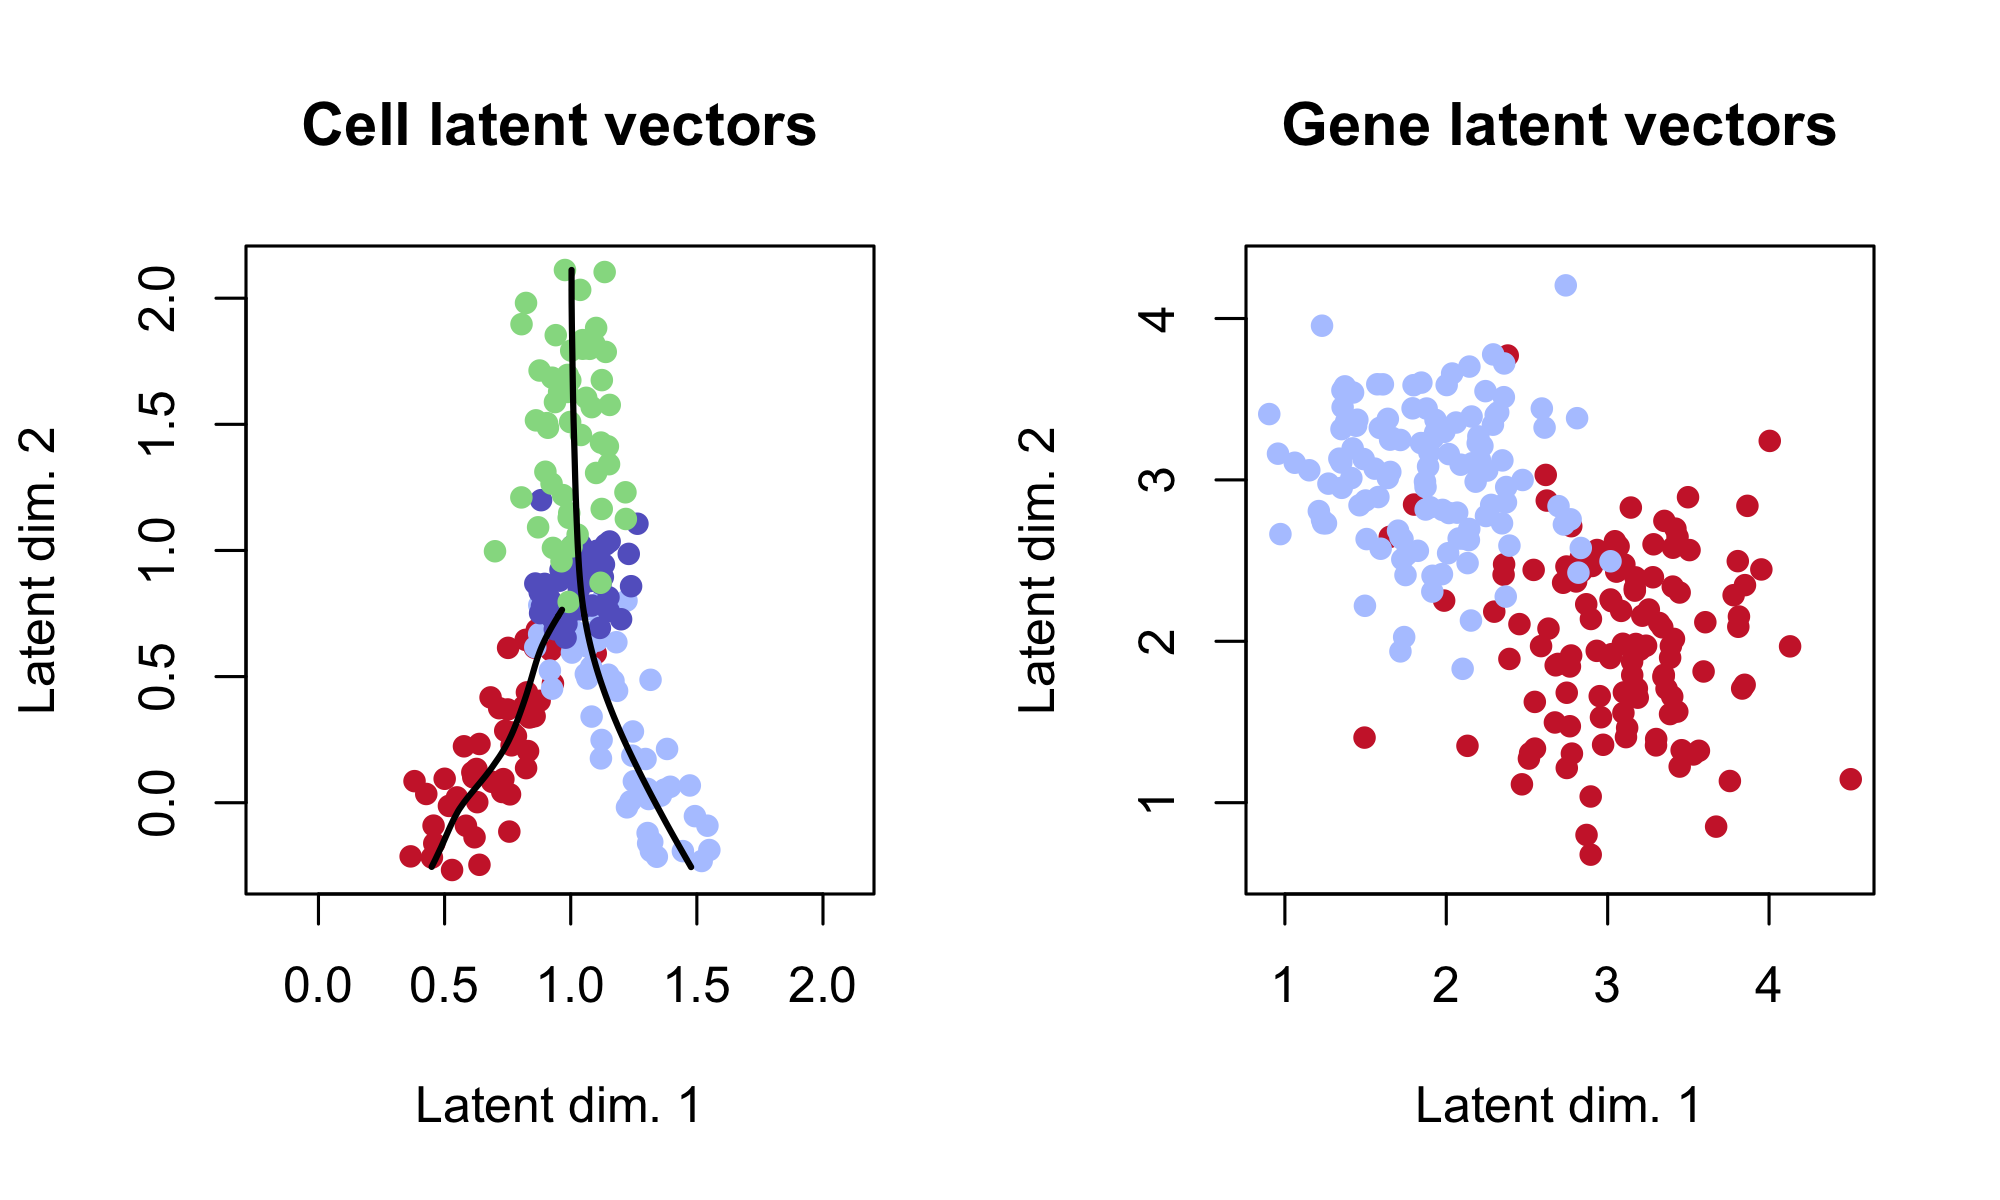 Cell latent vectors
Latent dim. 2
2.0
1.5
1.0
0.5
0.0
0.0 0.5 1.0 1.5 2.0
Latent dim. 1
Gene latent vectors
Latent dim. 2
4
3
2
1
1 2 3 4
Latent dim. 1